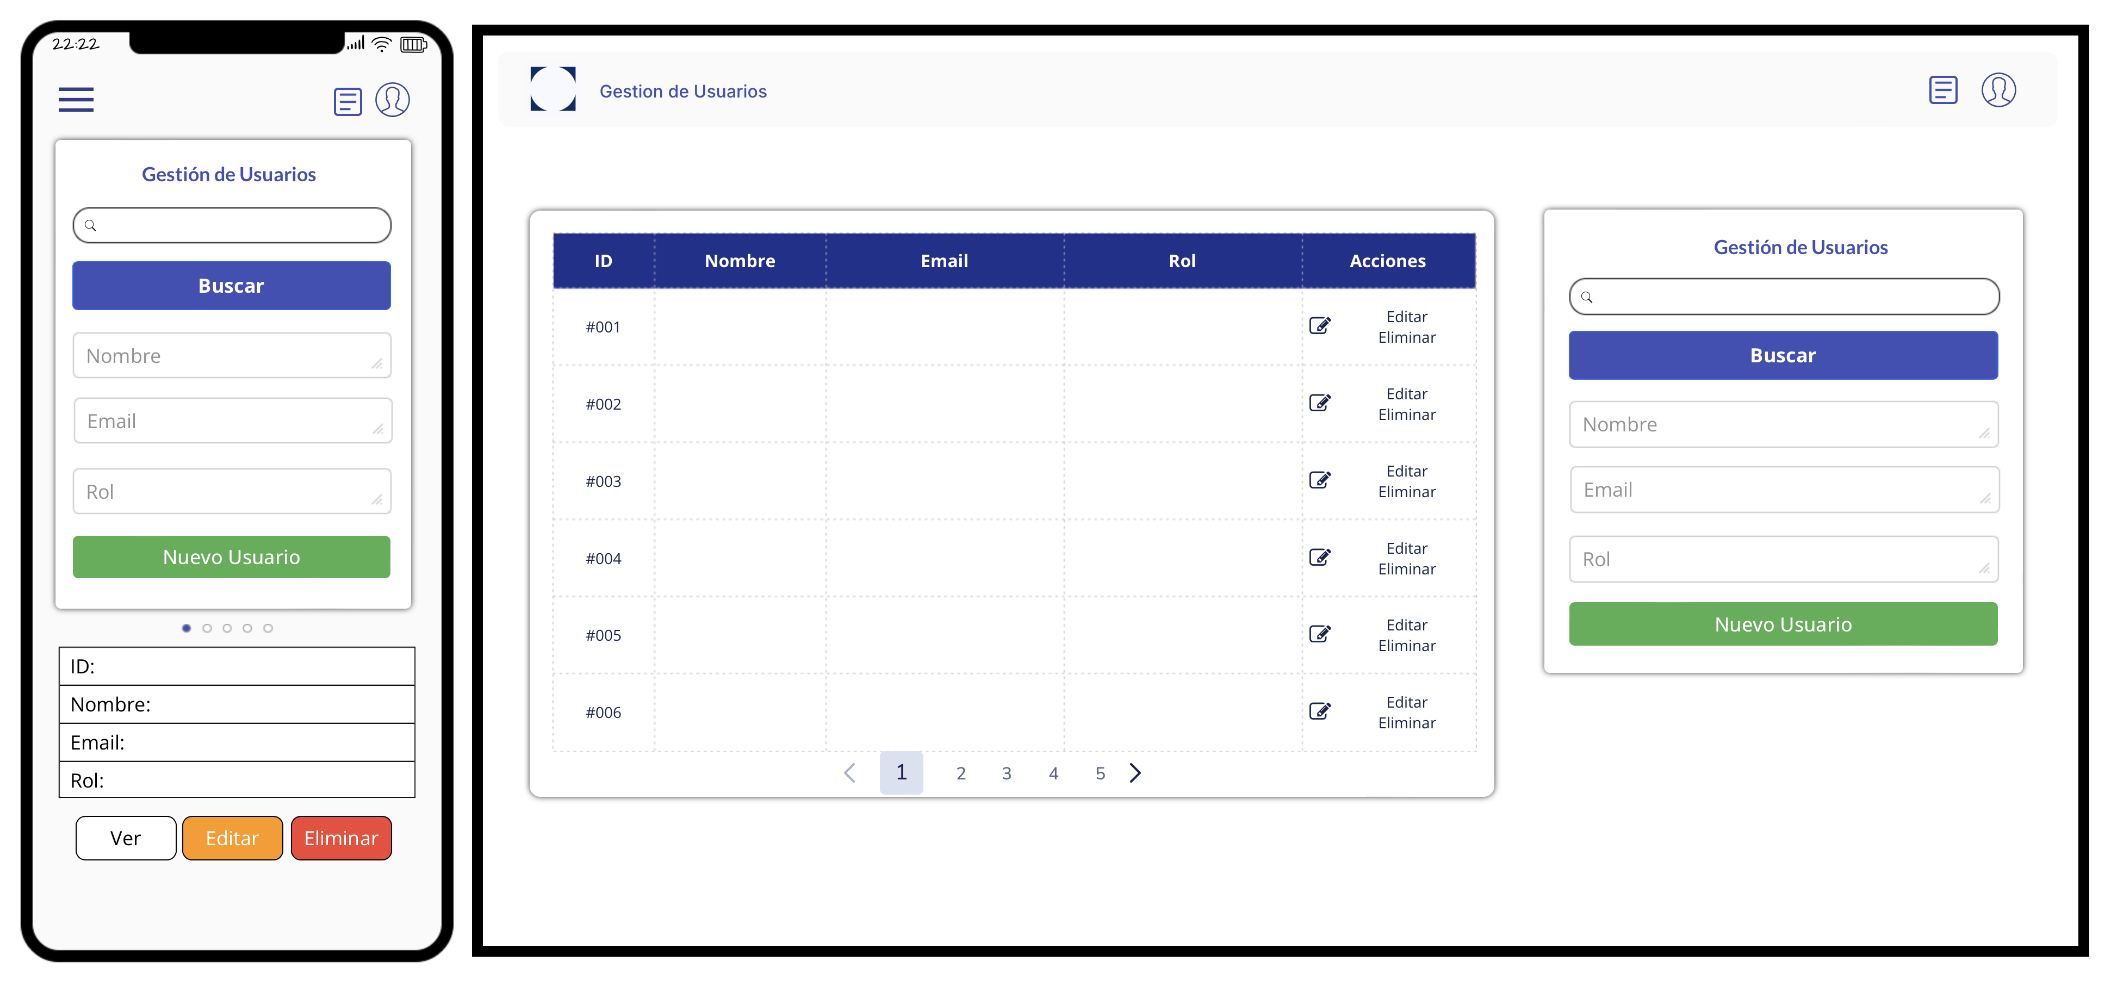 22:22
Gestión de Usuarios
Buscar
Nombre
Email
Rol
Nuevo Usuario
ID:
Nombre:
Email:
Rol:
Ver
Editar
Eliminar
Gestion de Usuarios
ID Nombre Email Rol Acciones
#001 Editar
Eliminar
#002 Editar
Eliminar
#003 Editar
Eliminar
#004 Editar
Eliminar
#005 Editar
Eliminar
#006 Editar
Eliminar
1 2 3 4 5
Gestión de Usuarios
Buscar
Nombre
Email
Rol
Nuevo Usuario